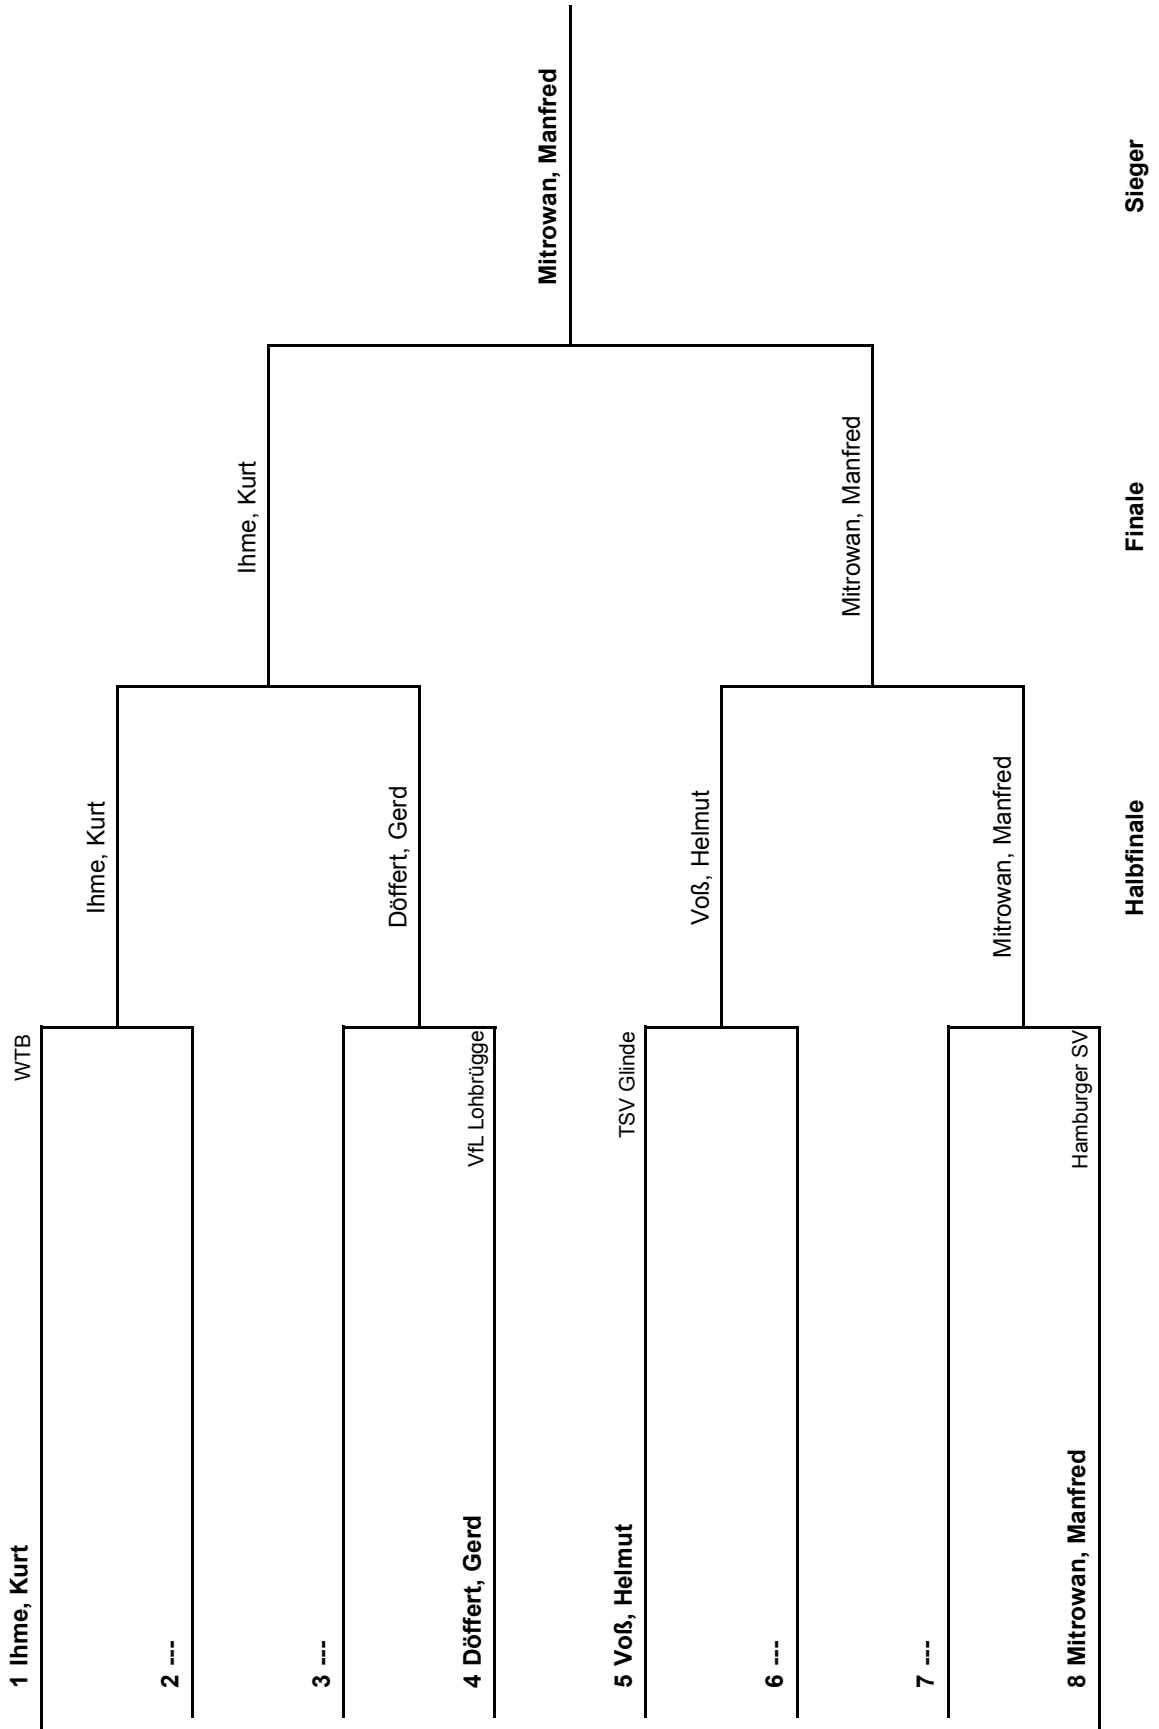 1 Ihme, Kurt WTB
2 ---
3 ---
4 Döffert, Gerd VfL Lohbrügge
5 Voß, Helmut TSV Glinde
6 ---
7 ---
8 Mitrowan, Manfred Hamburger SV
Ihme, Kurt
Döffert, Gerd
Voß, Helmut
Mitrowan, Manfred
Halbfinale
Ihme, Kurt
Mitrowan, Manfred
Finale
Mitrowan, Manfred
Sieger